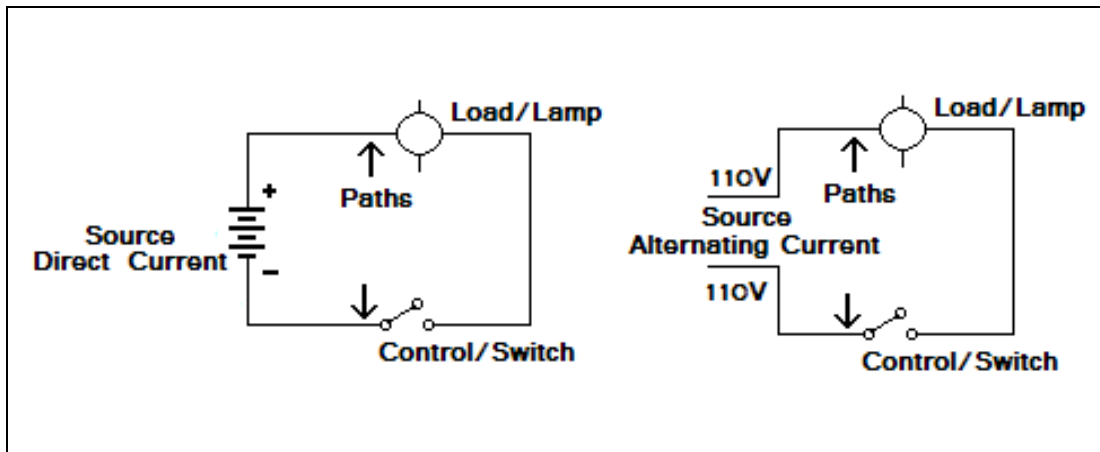 Load/Lamp
Paths
+
Source
Direct Current
−
Control/Switch
Load/Lamp
110V
Paths
Source
Alternating Current
110V
Control/Switch